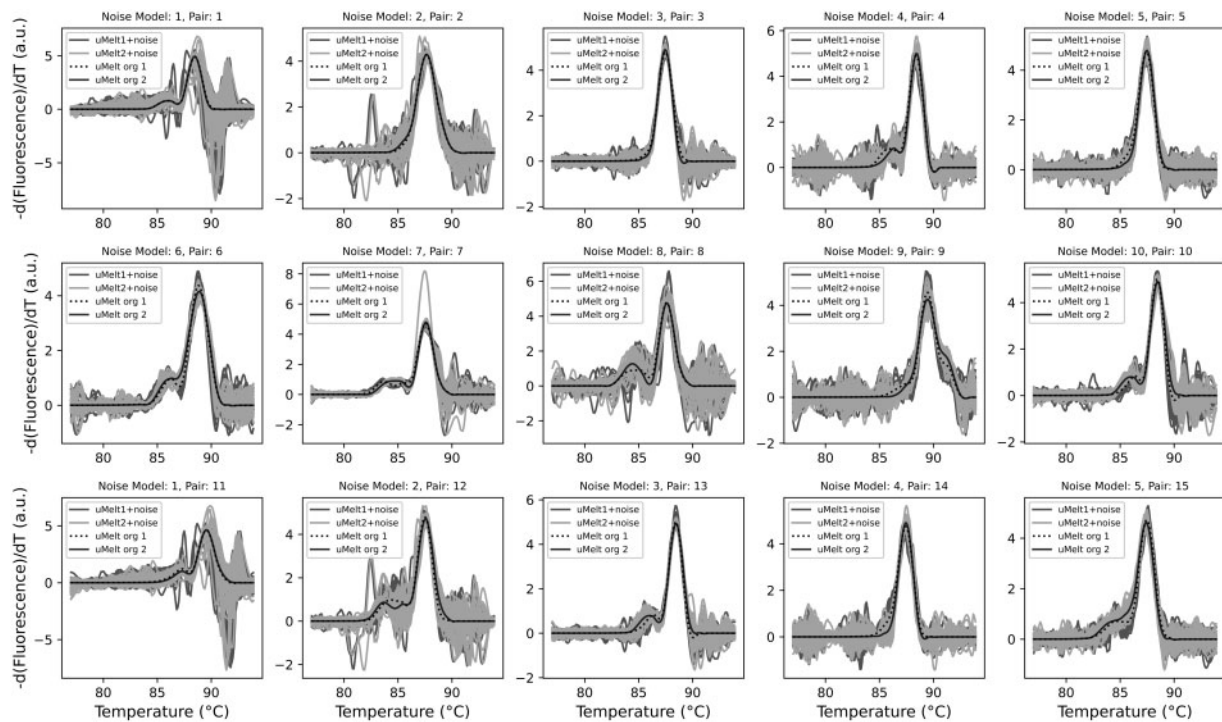 Noise Model: 1, Pair: 1
-d(Fluorescence)/dT (a.u.)
5
0
−5
80
85
90
uMelt1+noise
uMelt2+noise
uMelt org 1
uMelt org 2
Noise Model: 2, Pair: 2
4
2
0
−2
80
85
90
uMelt1+noise
uMelt2+noise
uMelt org 1
uMelt org 2
Noise Model: 3, Pair: 3
6
4
2
0
−2
80
85
90
uMelt1+noise
uMelt2+noise
uMelt org 1
uMelt org 2
Noise Model: 4, Pair: 4
6
4
2
0
80
85
90
uMelt1+noise
uMelt2+noise
uMelt org 1
uMelt org 2
Noise Model: 5, Pair: 5
4
2
0
80
85
90
uMelt1+noise
uMelt2+noise
uMelt org 1
uMelt org 2
Noise Model: 6, Pair: 6
-d(Fluorescence)/dT (a.u.)
4
2
0
80
85
90
uMelt1+noise
uMelt2+noise
uMelt org 1
uMelt org 2
Noise Model: 7, Pair: 7
8
6
4
2
0
−2
80
85
90
uMelt1+noise
uMelt2+noise
uMelt org 1
uMelt org 2
Noise Model: 8, Pair: 8
6
4
2
0
−2
80
85
90
uMelt1+noise
uMelt2+noise
uMelt org 1
uMelt org 2
Noise Model: 9, Pair: 9
6
4
2
0
−2
80
85
90
uMelt1+noise
uMelt2+noise
uMelt org 1
uMelt org 2
Noise Model: 10, Pair: 10
4
2
0
−2
80
85
90
uMelt1+noise
uMelt2+noise
uMelt org 1
uMelt org 2
Noise Model: 1, Pair: 11
-d(Fluorescence)/dT (a.u.)
5
0
−5
80
85
90
uMelt1+noise
uMelt2+noise
uMelt org 1
uMelt org 2
Temperature (°C)
Noise Model: 2, Pair: 12
4
2
0
−2
80
85
90
uMelt1+noise
uMelt2+noise
uMelt org 1
uMelt org 2
Temperature (°C)
Noise Model: 3, Pair: 13
6
4
2
0
−2
80
85
90
uMelt1+noise
uMelt2+noise
uMelt org 1
uMelt org 2
Temperature (°C)
Noise Model: 4, Pair: 14
4
2
0
80
85
90
uMelt1+noise
uMelt2+noise
uMelt org 1
uMelt org 2
Temperature (°C)
Noise Model: 5, Pair: 15
4
2
0
80
85
90
uMelt1+noise
uMelt2+noise
uMelt org 1
uMelt org 2
Temperature (°C)